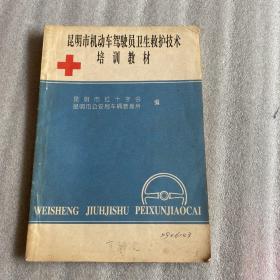 昆明市机动车驾驶员卫生救护技术
培训教材
昆明市红十字会
昆明市公安局车辆管理所
编
WEISHENG JIUHJISHU PEIXUNJIAOCAI